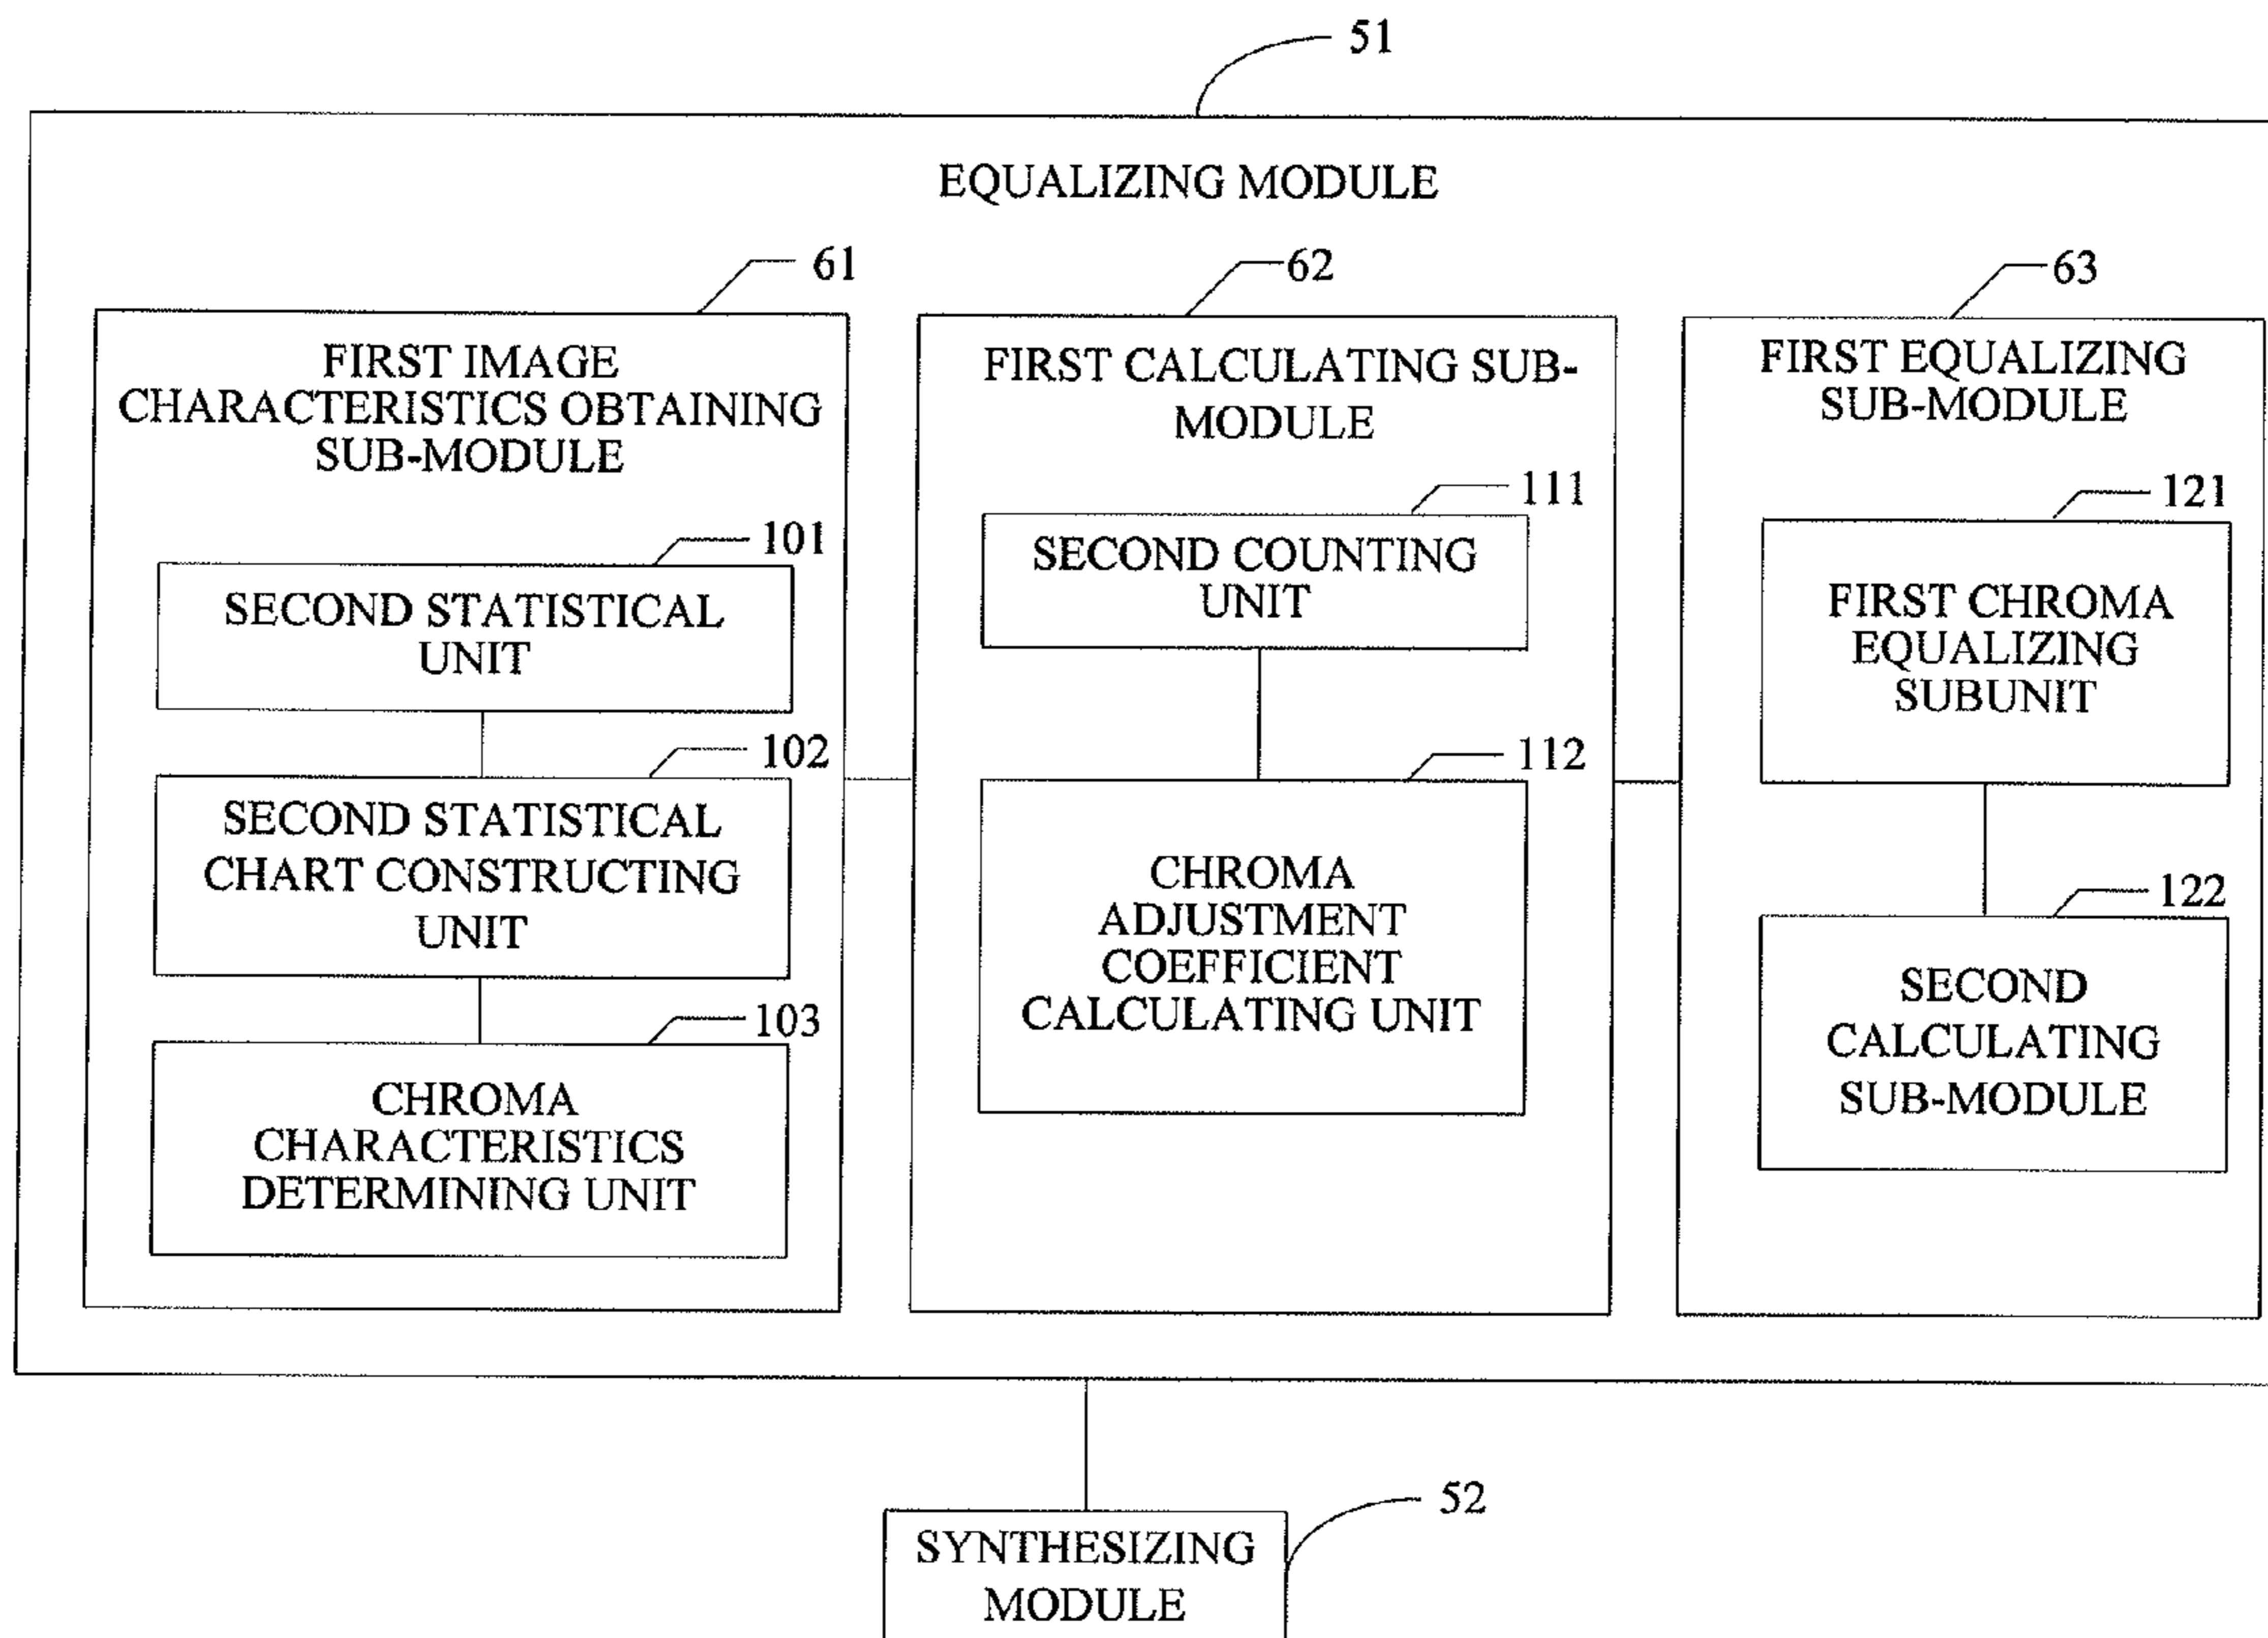 51
EQUALIZING MODULE
61
FIRST IMAGE
CHARACTERISTICS OBTAINING
SUB-MODULE
101
SECOND STATISTICAL
UNIT
102
SECOND STATISTICAL
CHART CONSTRUCTING
UNIT
103
CHROMA
CHARACTERISTICS
DETERMINING UNIT
62
FIRST CALCULATING SUB-
MODULE
111
SECOND COUNTING
UNIT
112
CHROMA
ADJUSTMENT
COEFFICIENT
CALCULATING UNIT
63
FIRST EQUALIZING
SUB-MODULE
121
FIRST CHROMA
EQUALIZING
SUBUNIT
122
SECOND
CALCULATING
SUB-MODULE
52
SYNTHESIZING
MODULE